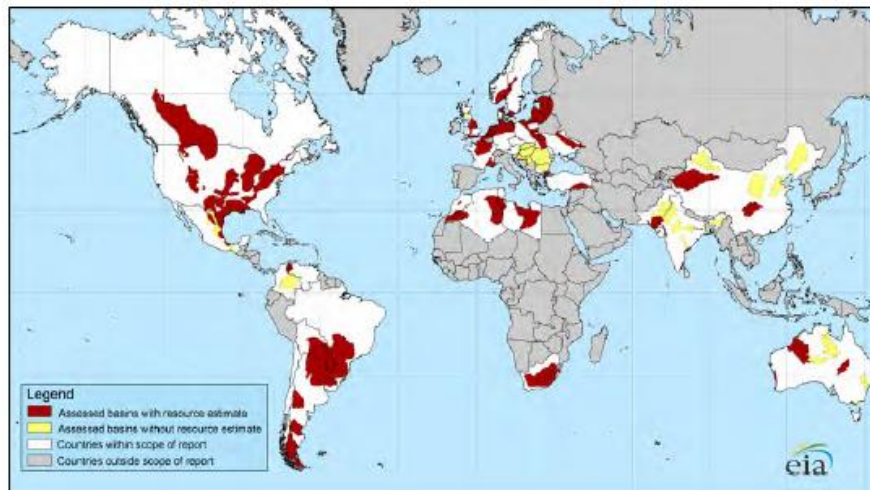 Legend
Assessed basins with resource estimate
Assessed basins without resource estimate
Countries within scope of report
Countries outside scope of report
eia